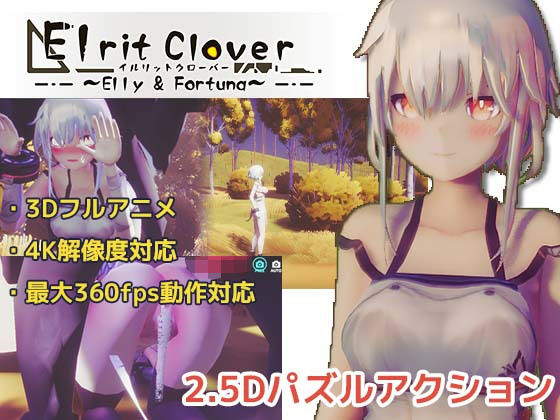 Elrit Clover
イルリットクローバー
～Elly & Fortuna～
・3Dフルアニメ
・4K解像度対応
・最大360fps動作対応
FREE
AUTO
2.5Dパズルアクション